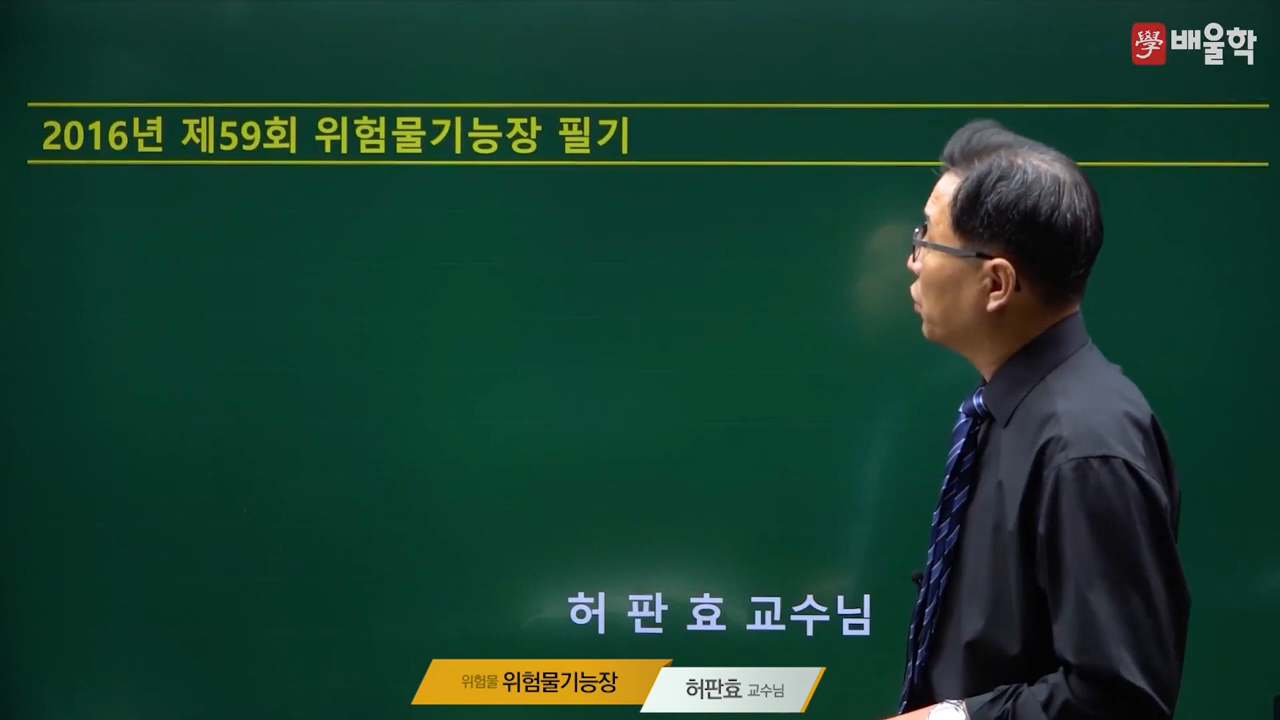 學 배울학
2016년 제59회 위험물기능장 필기
허 판 효 교수님
위험물 위험물기능장
허판효 교수님